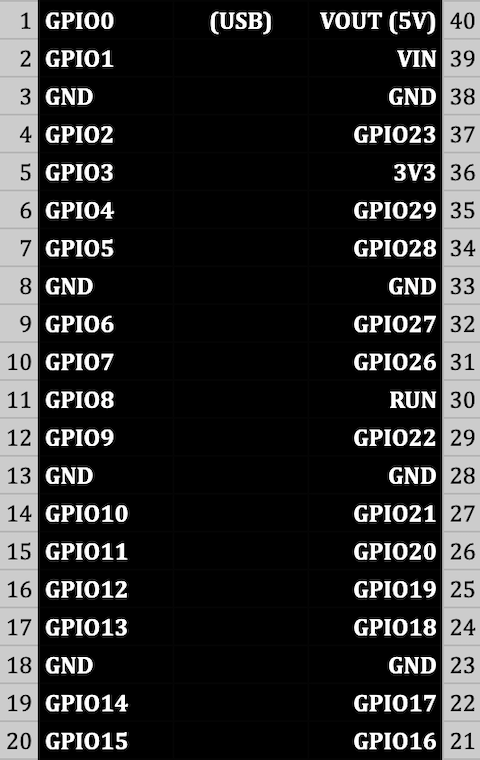 1 GPIO0 (USB) VOUT (5V) 40
2 GPIO1 VIN 39
3 GND GND 38
4 GPIO2 GPIO23 37
5 GPIO3 3V3 36
6 GPIO4 GPIO29 35
7 GPIO5 GPIO28 34
8 GND GND 33
9 GPIO6 GPIO27 32
10 GPIO7 GPIO26 31
11 GPIO8 RUN 30
12 GPIO9 GPIO22 29
13 GND GND 28
14 GPIO10 GPIO21 27
15 GPIO11 GPIO20 26
16 GPIO12 GPIO19 25
17 GPIO13 GPIO18 24
18 GND GND 23
19 GPIO14 GPIO17 22
20 GPIO15 GPIO16 21